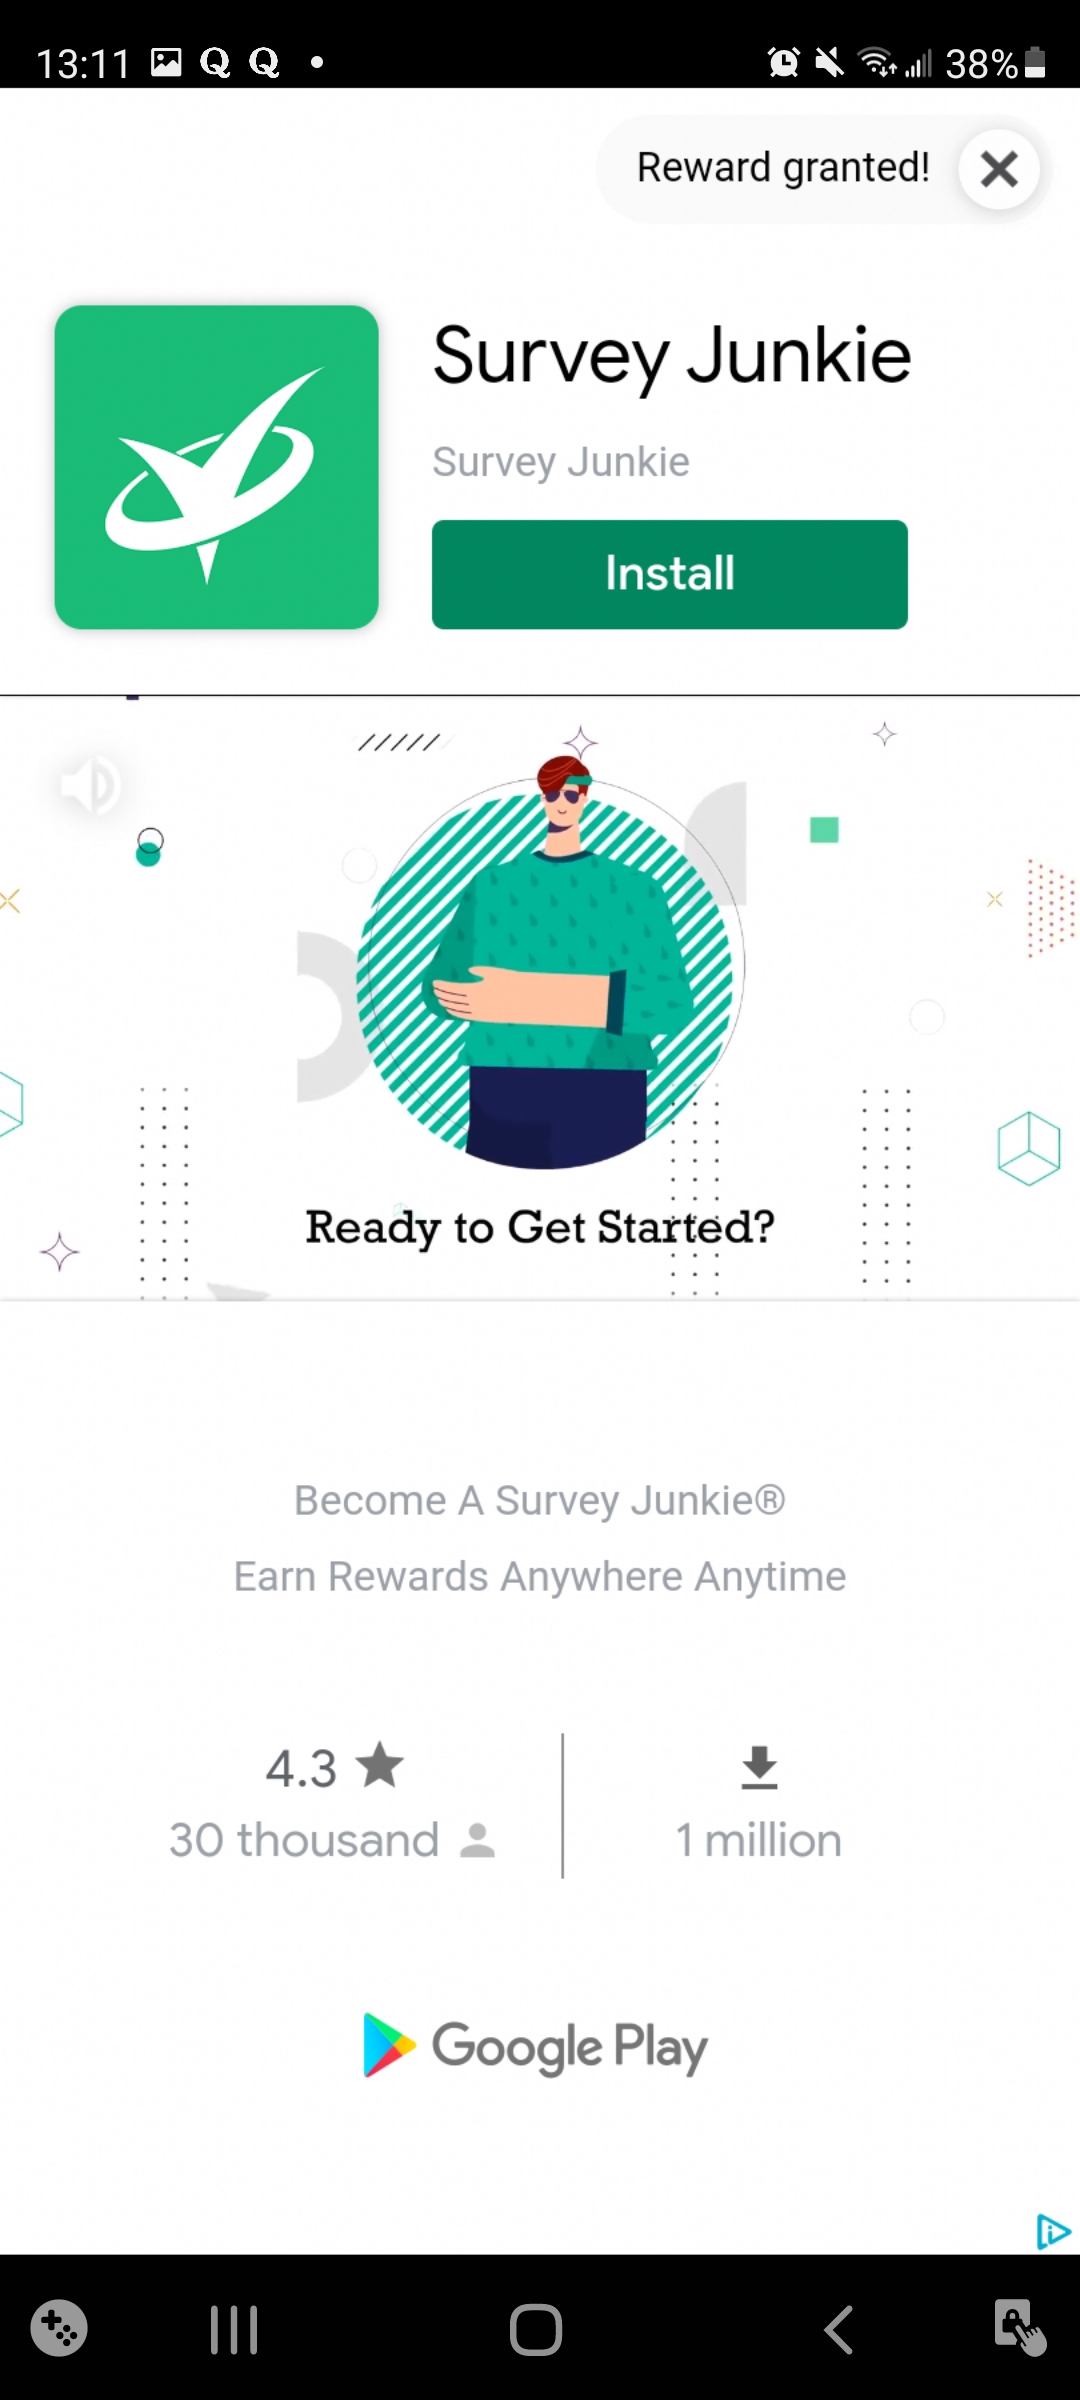 13:11 Q Q 38%
Reward granted!
Survey Junkie
Survey Junkie
Install
Ready to Get Started?
Become A Survey Junkie®
Earn Rewards Anywhere Anytime
4.3
30 thousand
1 million
Google Play